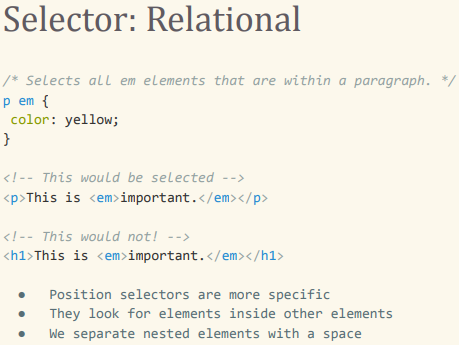 Selector: Relational
/* Selects all em elements that are within a paragraph. */
p em {
 color: yellow;
}
<!-- This would be selected -->
<p>This is <em>important.</em></p>
<!-- This would not! -->
<h1>This is <em>important.</em></h1>
● Position selectors are more specific
● They look for elements inside other elements
● We separate nested elements with a space